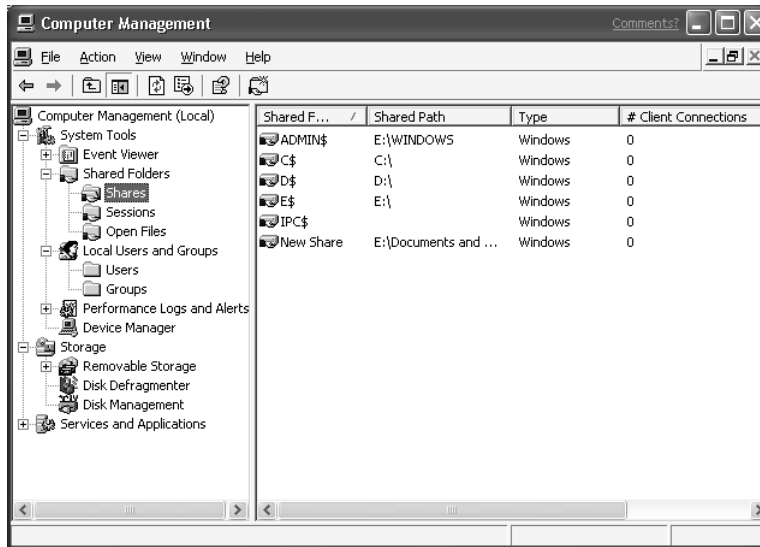 Computer Management
Comments?
File Action View Window Help
Computer Management (Local)
System Tools
Event Viewer
Shared Folders
Shares
Sessions
Open Files
Local Users and Groups
Users
Groups
Performance Logs and Alerts
Device Manager
Storage
Removable Storage
Disk Defragmenter
Disk Management
Services and Applications
Shared F... / Shared Path Type # Client Connections
ADMIN$ E:\WINDOWS Windows 0
C$ C:\ Windows 0
D$ D:\ Windows 0
E$ E:\ Windows 0
IPC$ Windows 0
New Share E:\Documents and ... Windows 0